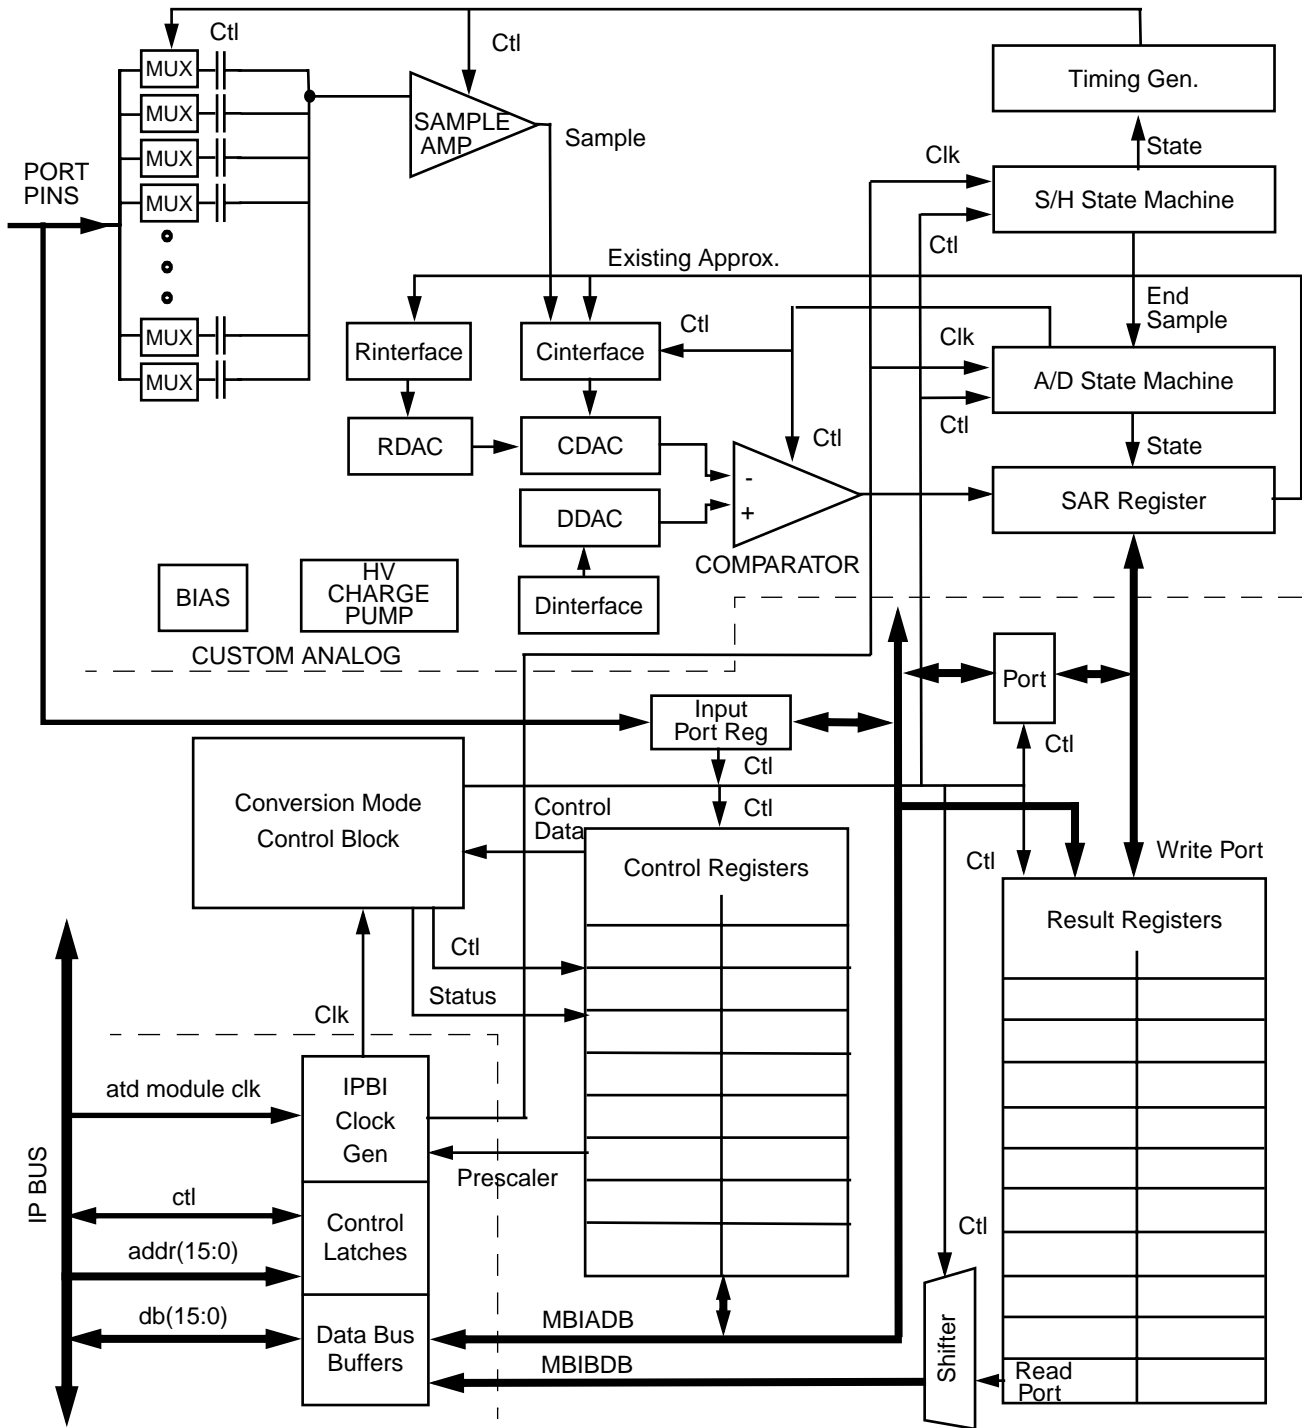 Ctl
Ctl
MUX
MUX
MUX
MUX
MUX
MUX
PORT
PINS
SAMPLE
AMP
Sample
Timing Gen.
State
Clk
S/H State Machine
Ctl
Existing Approx.
End
Sample
Ctl
Clk
Rinterface
Cinterface
A/D State Machine
Ctl
Ctl
State
RDAC
CDAC
-
+
SAR Register
DDAC
COMPARATOR
BIAS
HV
CHARGE
PUMP
Dinterface
CUSTOM ANALOG
Port
Input
Port Reg
Ctl
Ctl
Conversion Mode
Control Block
Control
Data
Ctl
Control Registers
Ctl
Write Port
Result Registers
Ctl
Status
Clk
atd module clk
IPBI
Clock
Gen
Prescaler
IP BUS
ctl
Control
Latches
addr(15:0)
Ctl
db(15:0)
Data Bus
Buffers
MBIADB
MBIBDB
Shifter
Read
Port